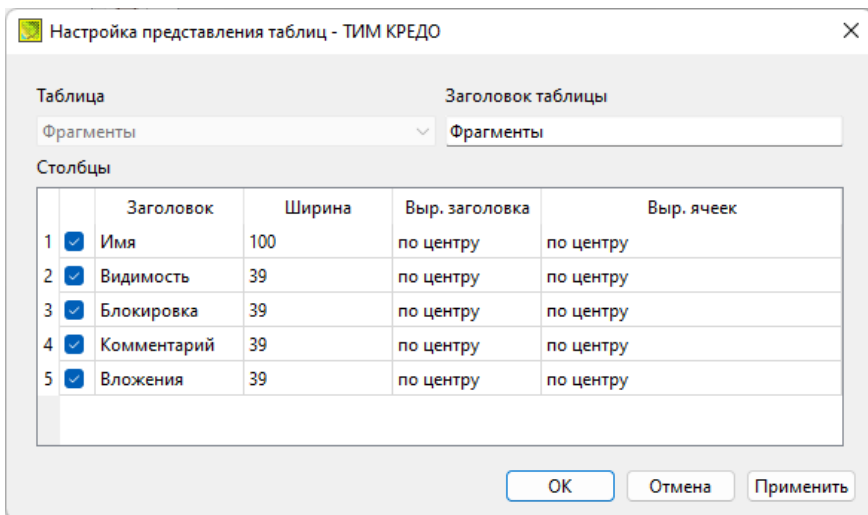 Настройка представления таблиц - ТИМ КРЕДО
Таблица Заголовок таблицы
Фрагменты Фрагменты
Столбцы
Заголовок Ширина Выр. заголовка Выр. ячеек
1 Имя 100 по центру по центру
2 Видимость 39 по центру по центру
3 Блокировка 39 по центру по центру
4 Комментарий 39 по центру по центру
5 Вложения 39 по центру по центру
ОК Отмена Применить